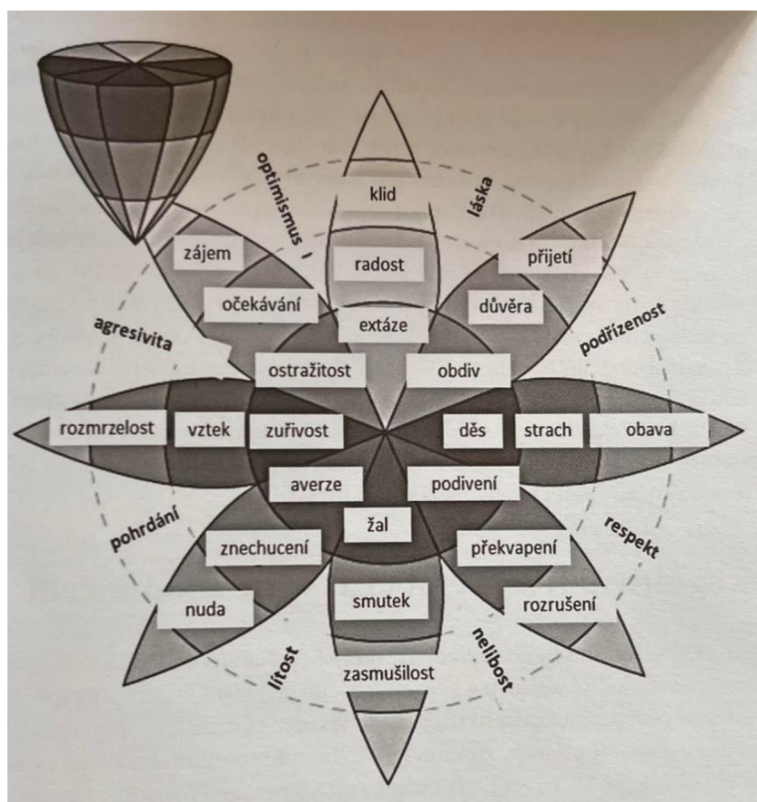 optimismus
klid
láska
zájem
radost
přijetí
očekávání
důvěra
extáze
agresivita
podřízenost
ostražitost
obdiv
rozmrzelost
vztek
zuřivost
děs
strach
obava
averze
podivení
žal
pohrdání
respekt
znechucení
překvapení
nuda
smutek
rozrušení
lítost
zasmušilost
nelibost